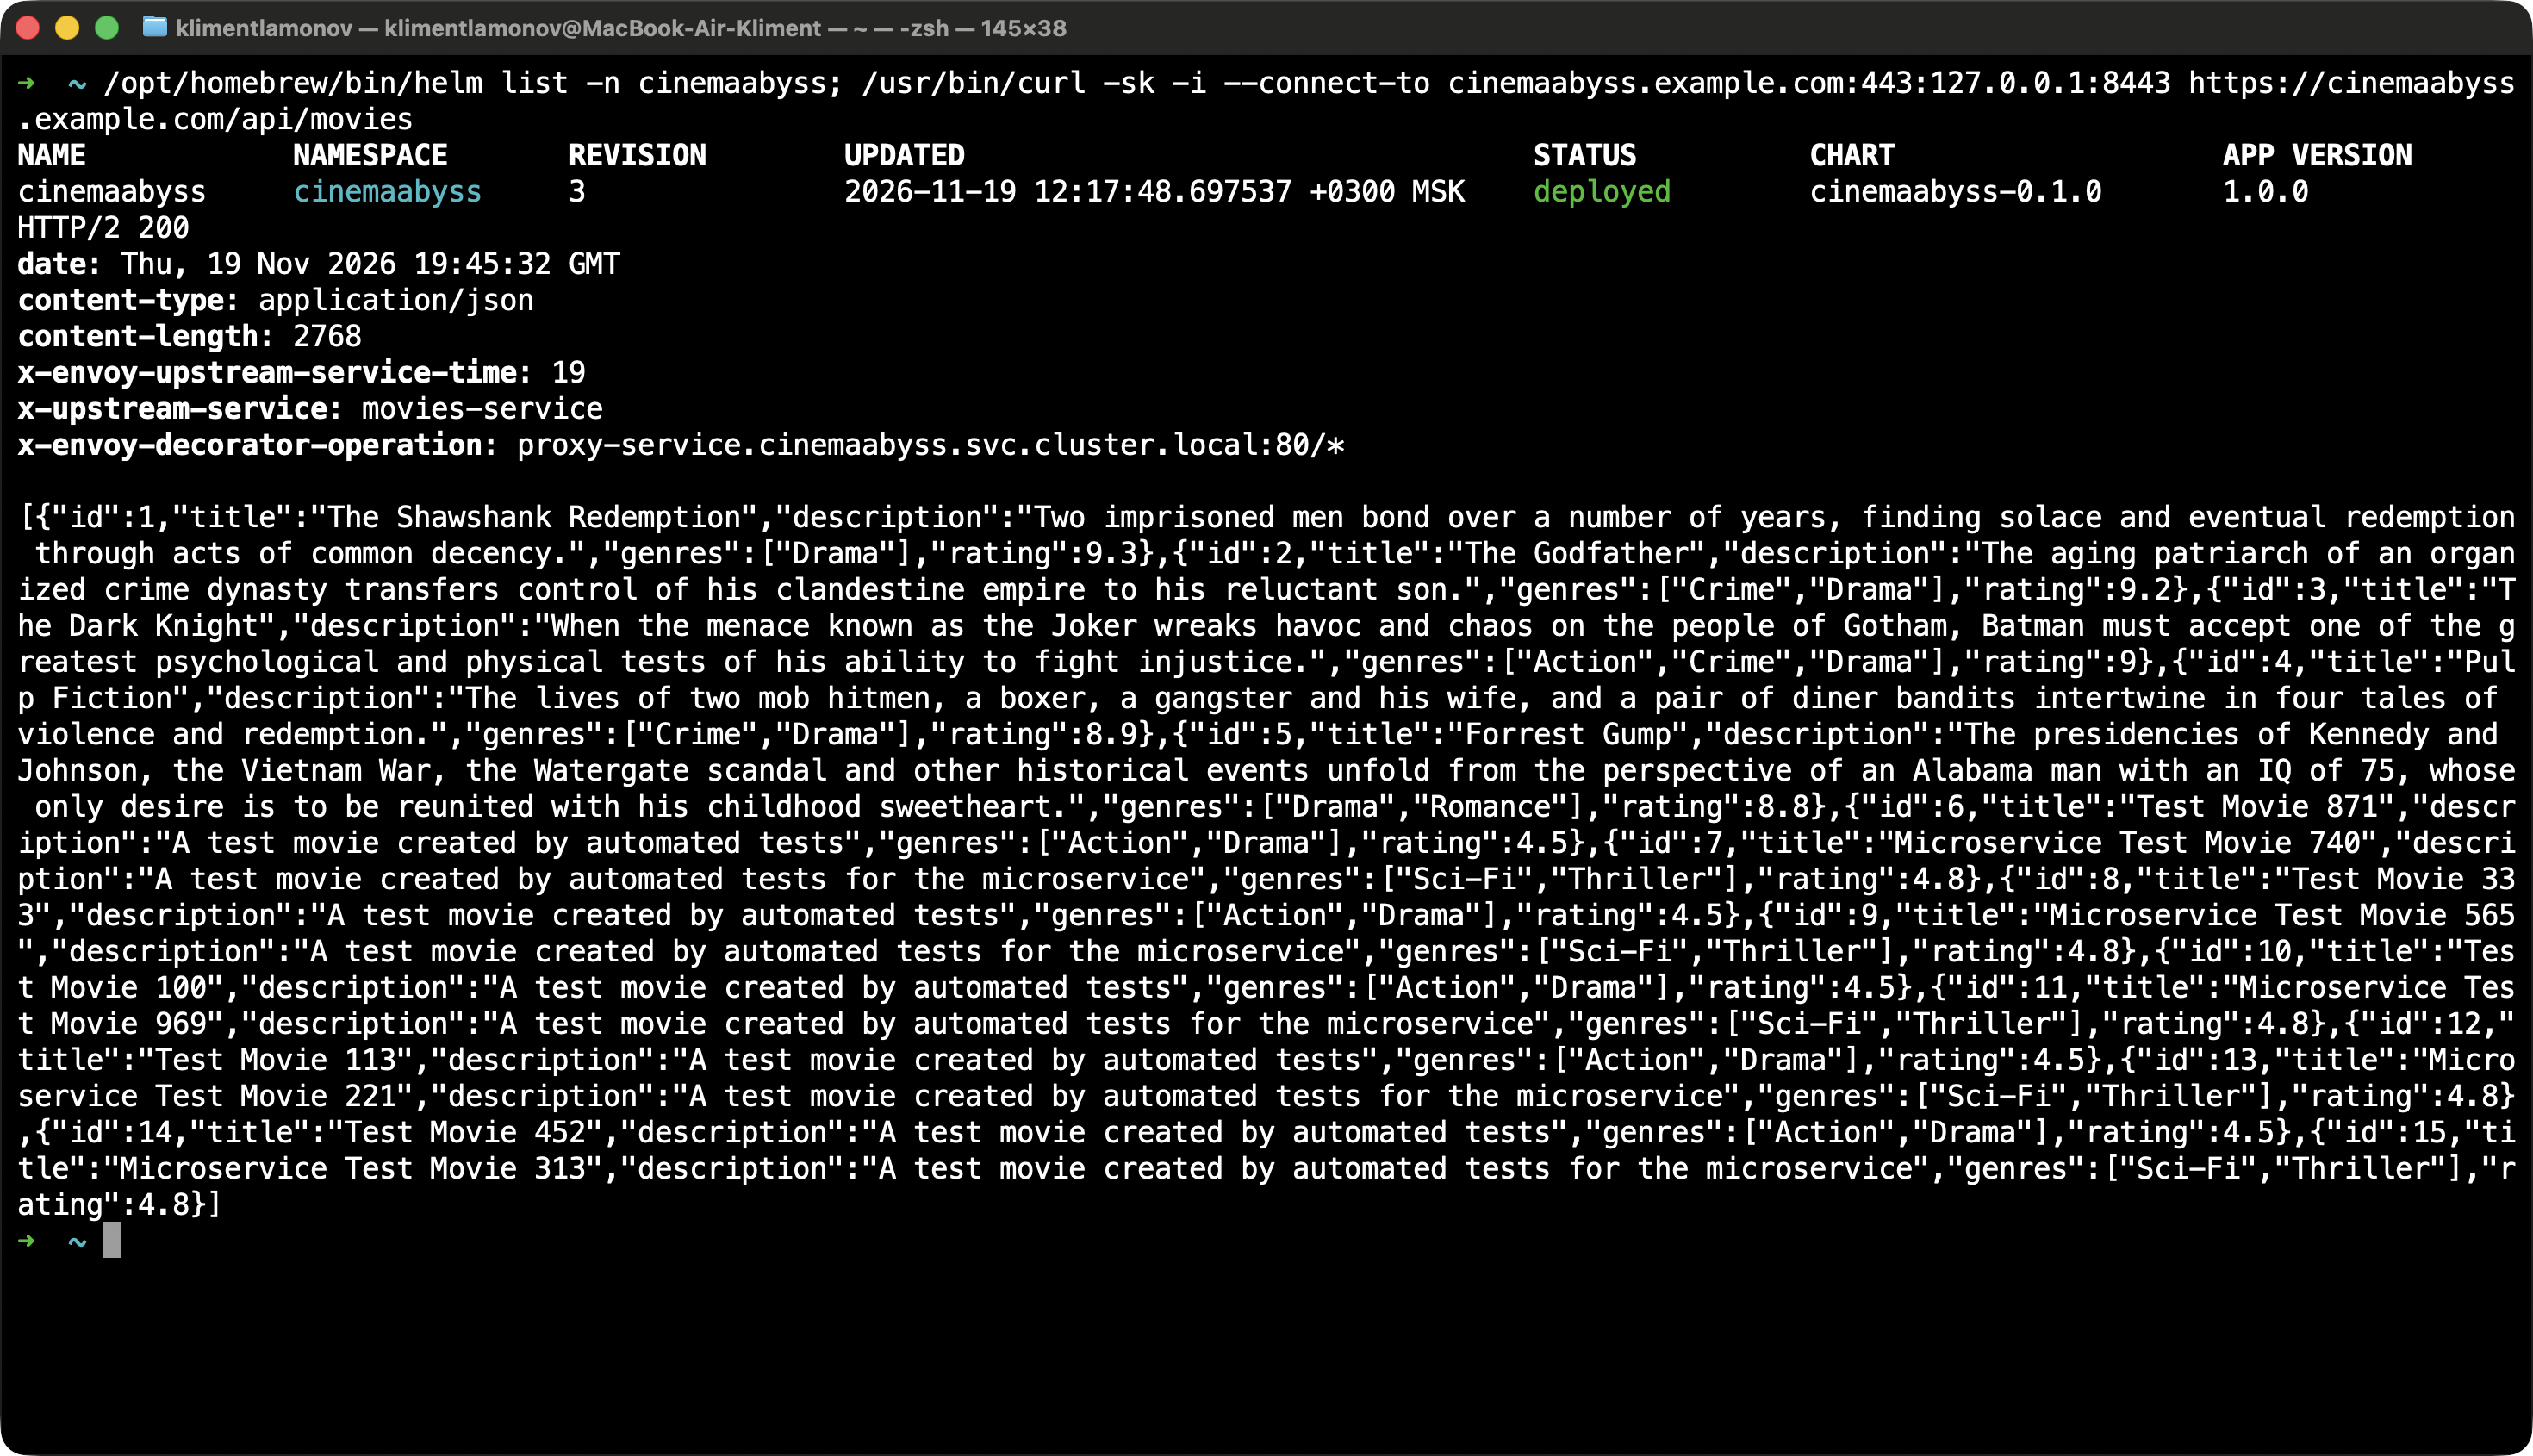 klimentlamonov — klimentlamonov@MacBook-Air-Kliment — ~ — -zsh — 145×38
➜  ~ /opt/homebrew/bin/helm list -n cinemaabyss; /usr/bin/curl -sk -i --connect-to cinemaabyss.example.com:443:127.0.0.1:8443 https://cinemaabyss
.example.com/api/movies
NAME            NAMESPACE       REVISION        UPDATED                                 STATUS          CHART                   APP VERSION
cinemaabyss     cinemaabyss     3               2026-11-19 12:17:48.697537 +0300 MSK    deployed        cinemaabyss-0.1.0       1.0.0
HTTP/2 200
date: Thu, 19 Nov 2026 19:45:32 GMT
content-type: application/json
content-length: 2768
x-envoy-upstream-service-time: 19
x-upstream-service: movies-service
x-envoy-decorator-operation: proxy-service.cinemaabyss.svc.cluster.local:80/*

[{"id":1,"title":"The Shawshank Redemption","description":"Two imprisoned men bond over a number of years, finding solace and eventual redemption
 through acts of common decency.","genres":["Drama"],"rating":9.3},{"id":2,"title":"The Godfather","description":"The aging patriarch of an organ
ized crime dynasty transfers control of his clandestine empire to his reluctant son.","genres":["Crime","Drama"],"rating":9.2},{"id":3,"title":"T
he Dark Knight","description":"When the menace known as the Joker wreaks havoc and chaos on the people of Gotham, Batman must accept one of the g
reatest psychological and physical tests of his ability to fight injustice.","genres":["Action","Crime","Drama"],"rating":9},{"id":4,"title":"Pul
p Fiction","description":"The lives of two mob hitmen, a boxer, a gangster and his wife, and a pair of diner bandits intertwine in four tales of
violence and redemption.","genres":["Crime","Drama"],"rating":8.9},{"id":5,"title":"Forrest Gump","description":"The presidencies of Kennedy and
Johnson, the Vietnam War, the Watergate scandal and other historical events unfold from the perspective of an Alabama man with an IQ of 75, whose
 only desire is to be reunited with his childhood sweetheart.","genres":["Drama","Romance"],"rating":8.8},{"id":6,"title":"Test Movie 871","descr
iption":"A test movie created by automated tests","genres":["Action","Drama"],"rating":4.5},{"id":7,"title":"Microservice Test Movie 740","descri
ption":"A test movie created by automated tests for the microservice","genres":["Sci-Fi","Thriller"],"rating":4.8},{"id":8,"title":"Test Movie 33
3","description":"A test movie created by automated tests","genres":["Action","Drama"],"rating":4.5},{"id":9,"title":"Microservice Test Movie 565
","description":"A test movie created by automated tests for the microservice","genres":["Sci-Fi","Thriller"],"rating":4.8},{"id":10,"title":"Tes
t Movie 100","description":"A test movie created by automated tests","genres":["Action","Drama"],"rating":4.5},{"id":11,"title":"Microservice Tes
t Movie 969","description":"A test movie created by automated tests for the microservice","genres":["Sci-Fi","Thriller"],"rating":4.8},{"id":12,"
title":"Test Movie 113","description":"A test movie created by automated tests","genres":["Action","Drama"],"rating":4.5},{"id":13,"title":"Micro
service Test Movie 221","description":"A test movie created by automated tests for the microservice","genres":["Sci-Fi","Thriller"],"rating":4.8}
,{"id":14,"title":"Test Movie 452","description":"A test movie created by automated tests","genres":["Action","Drama"],"rating":4.5},{"id":15,"ti
tle":"Microservice Test Movie 313","description":"A test movie created by automated tests for the microservice","genres":["Sci-Fi","Thriller"],"r
ating":4.8}]
➜  ~